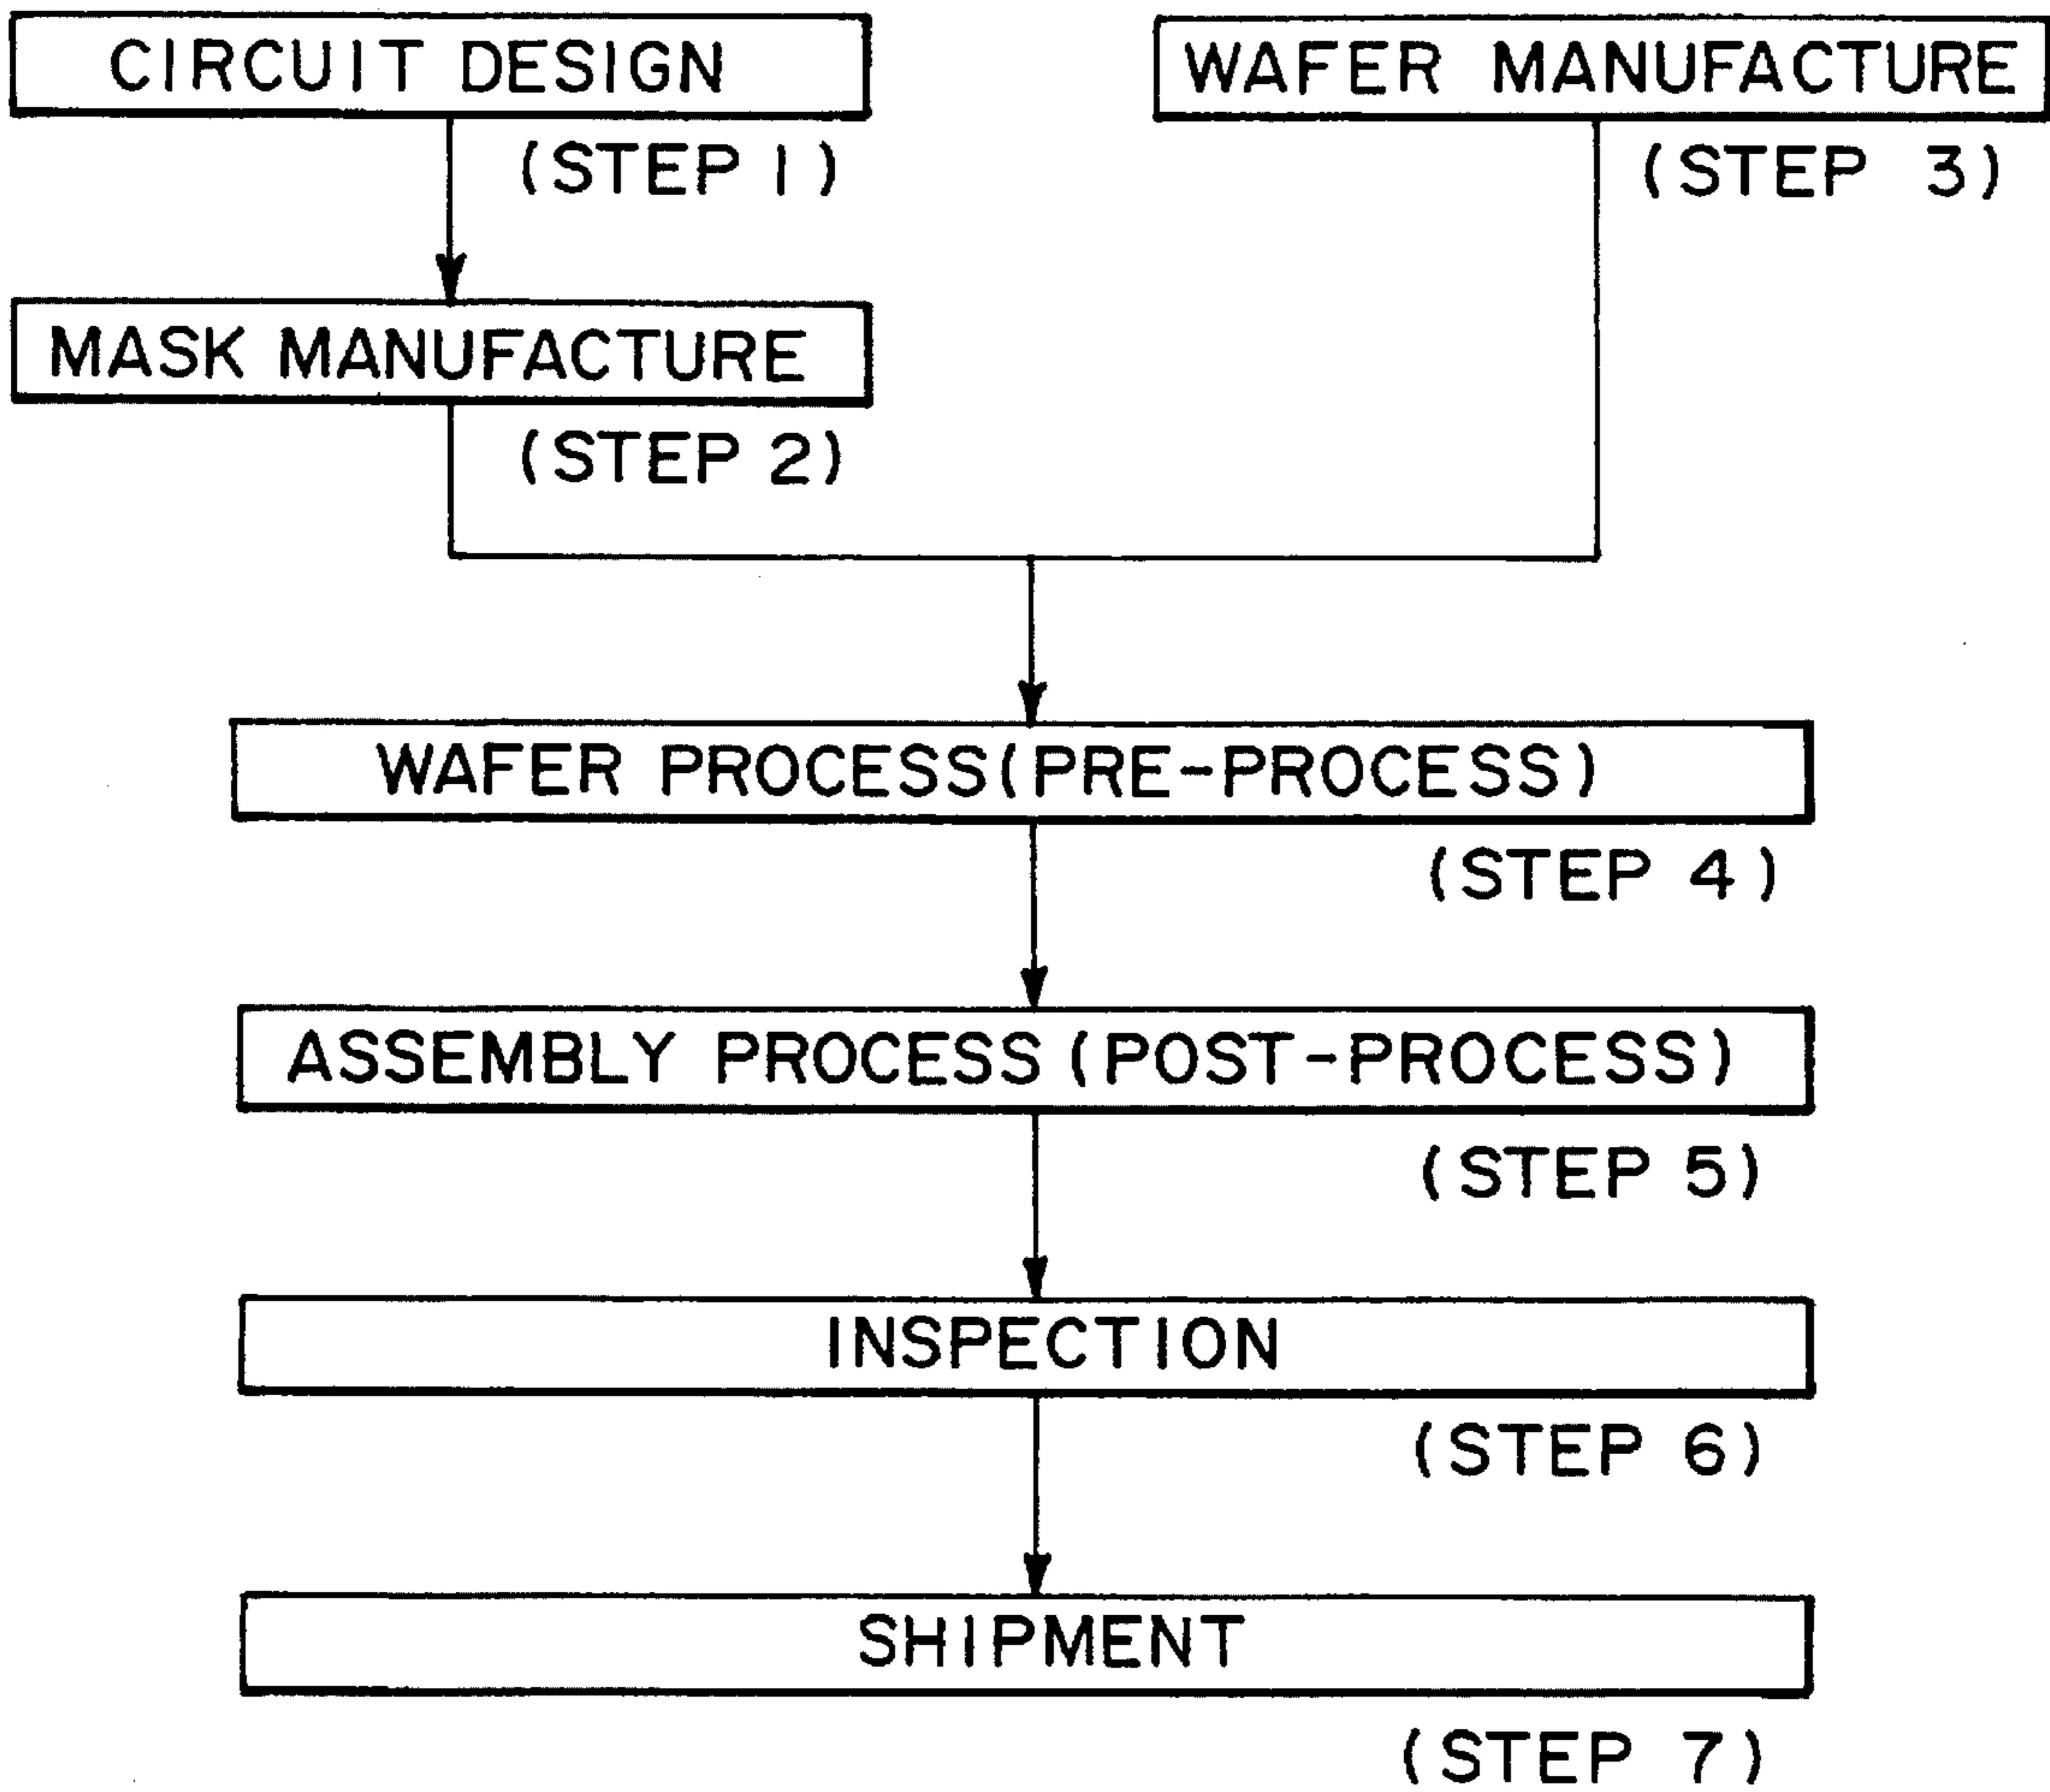 CIRCUIT DESIGN
(STEP 1)
WAFER MANUFACTURE
(STEP 3)
MASK MANUFACTURE
(STEP 2)
WAFER PROCESS(PRE-PROCESS)
(STEP 4)
ASSEMBLY PROCESS(POST-PROCESS)
(STEP 5)
INSPECTION
(STEP 6)
SHIPMENT
(STEP 7)